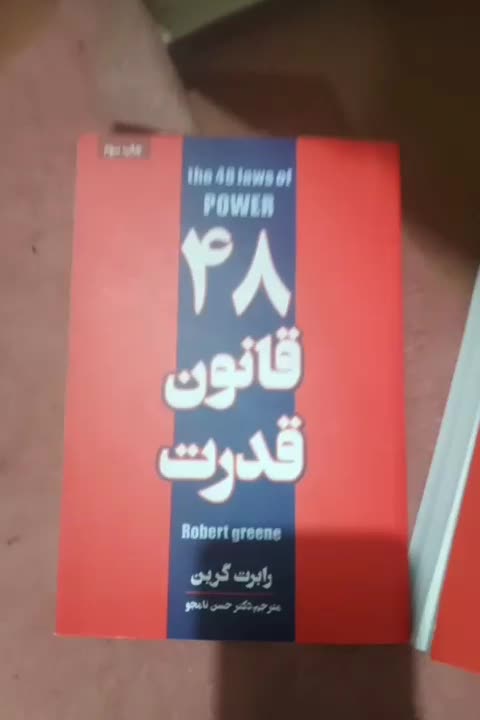 the 48 laws of
POWER
۴۸
قانون
قدرت
Robert greene
رابرت گرین
مترجم دکتر حسن نامجو